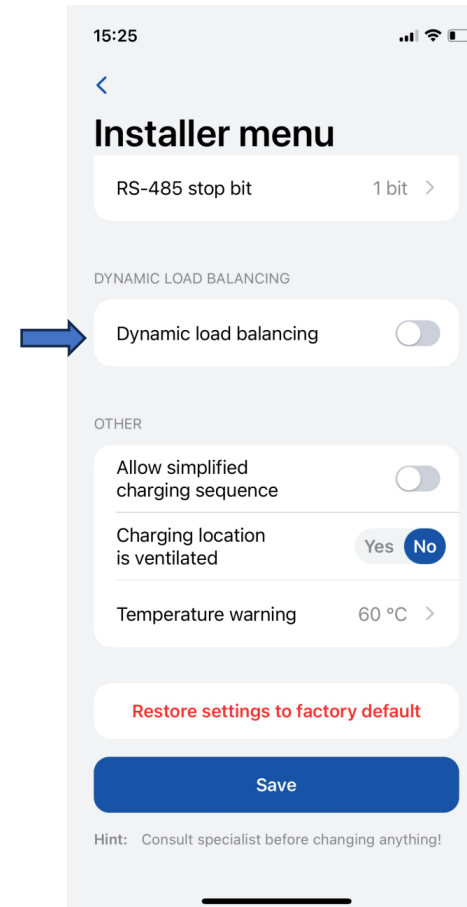 15:25
Installer menu
RS-485 stop bit 1 bit
DYNAMIC LOAD BALANCING
Dynamic load balancing
OTHER
Allow simplified
charging sequence
Charging location
is ventilated
Yes No
Temperature warning 60 °C
Restore settings to factory default
Save
Hint: Consult specialist before changing anything!